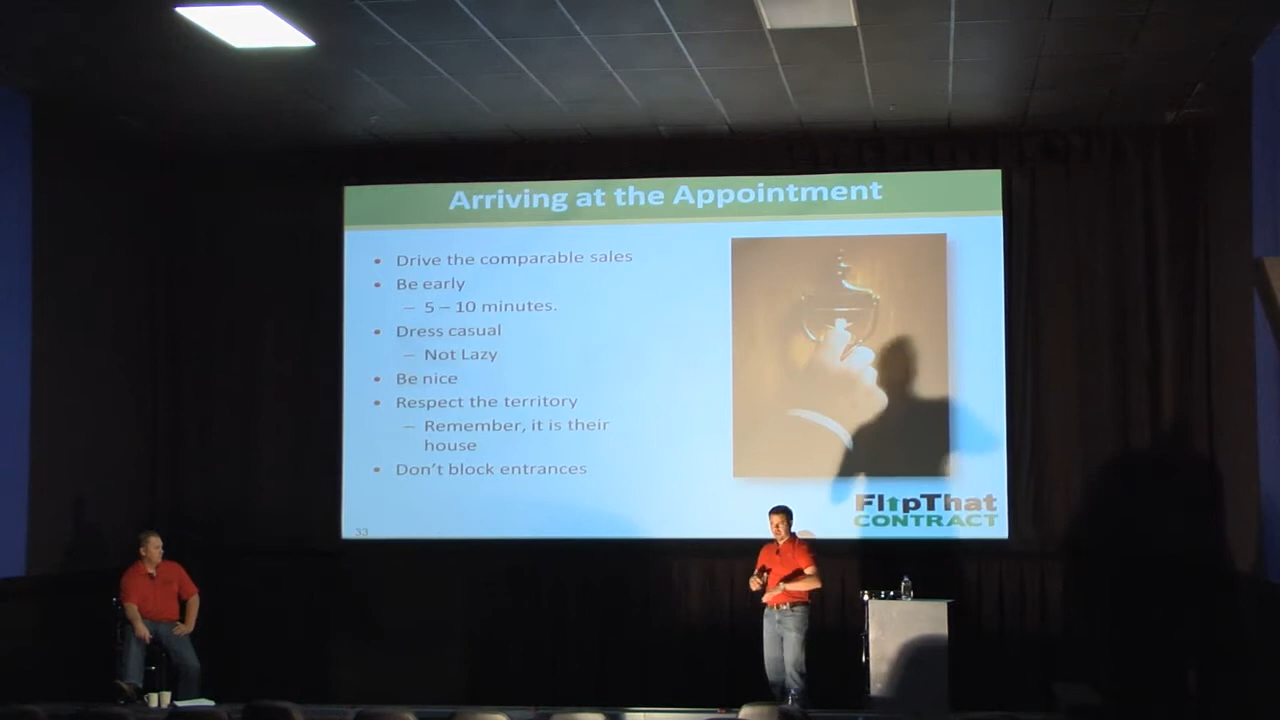 Arriving at the Appointment
• Drive the comparable sales
• Be early
– 5 – 10 minutes.
• Dress casual
– Not Lazy
• Be nice
• Respect the territory
– Remember, it is their
house
• Don't block entrances
FlipThat
CONTRACT
33